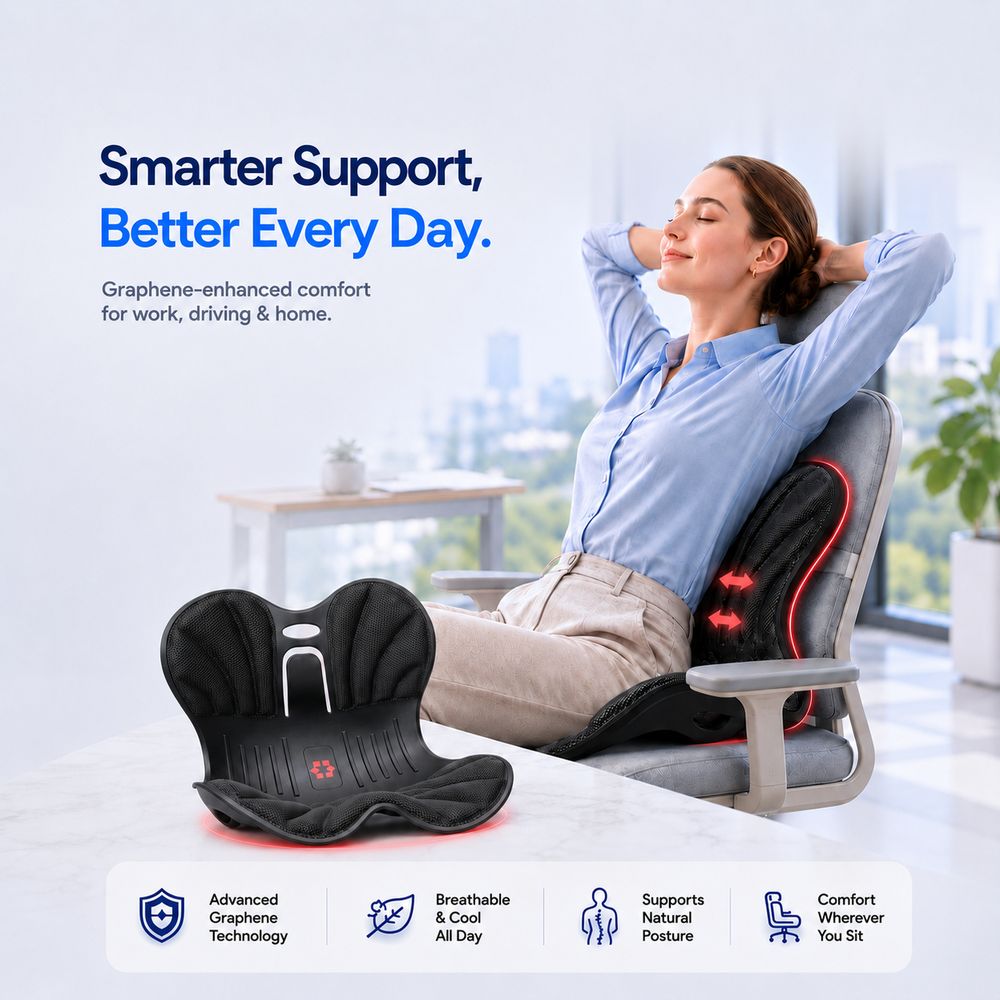 Smarter Support,
Better Every Day.
Graphene-enhanced comfort
for work, driving & home.
Advanced
Graphene
Technology
Breathable
& Cool
All Day
Supports
Natural
Posture
Comfort
Wherever
You Sit